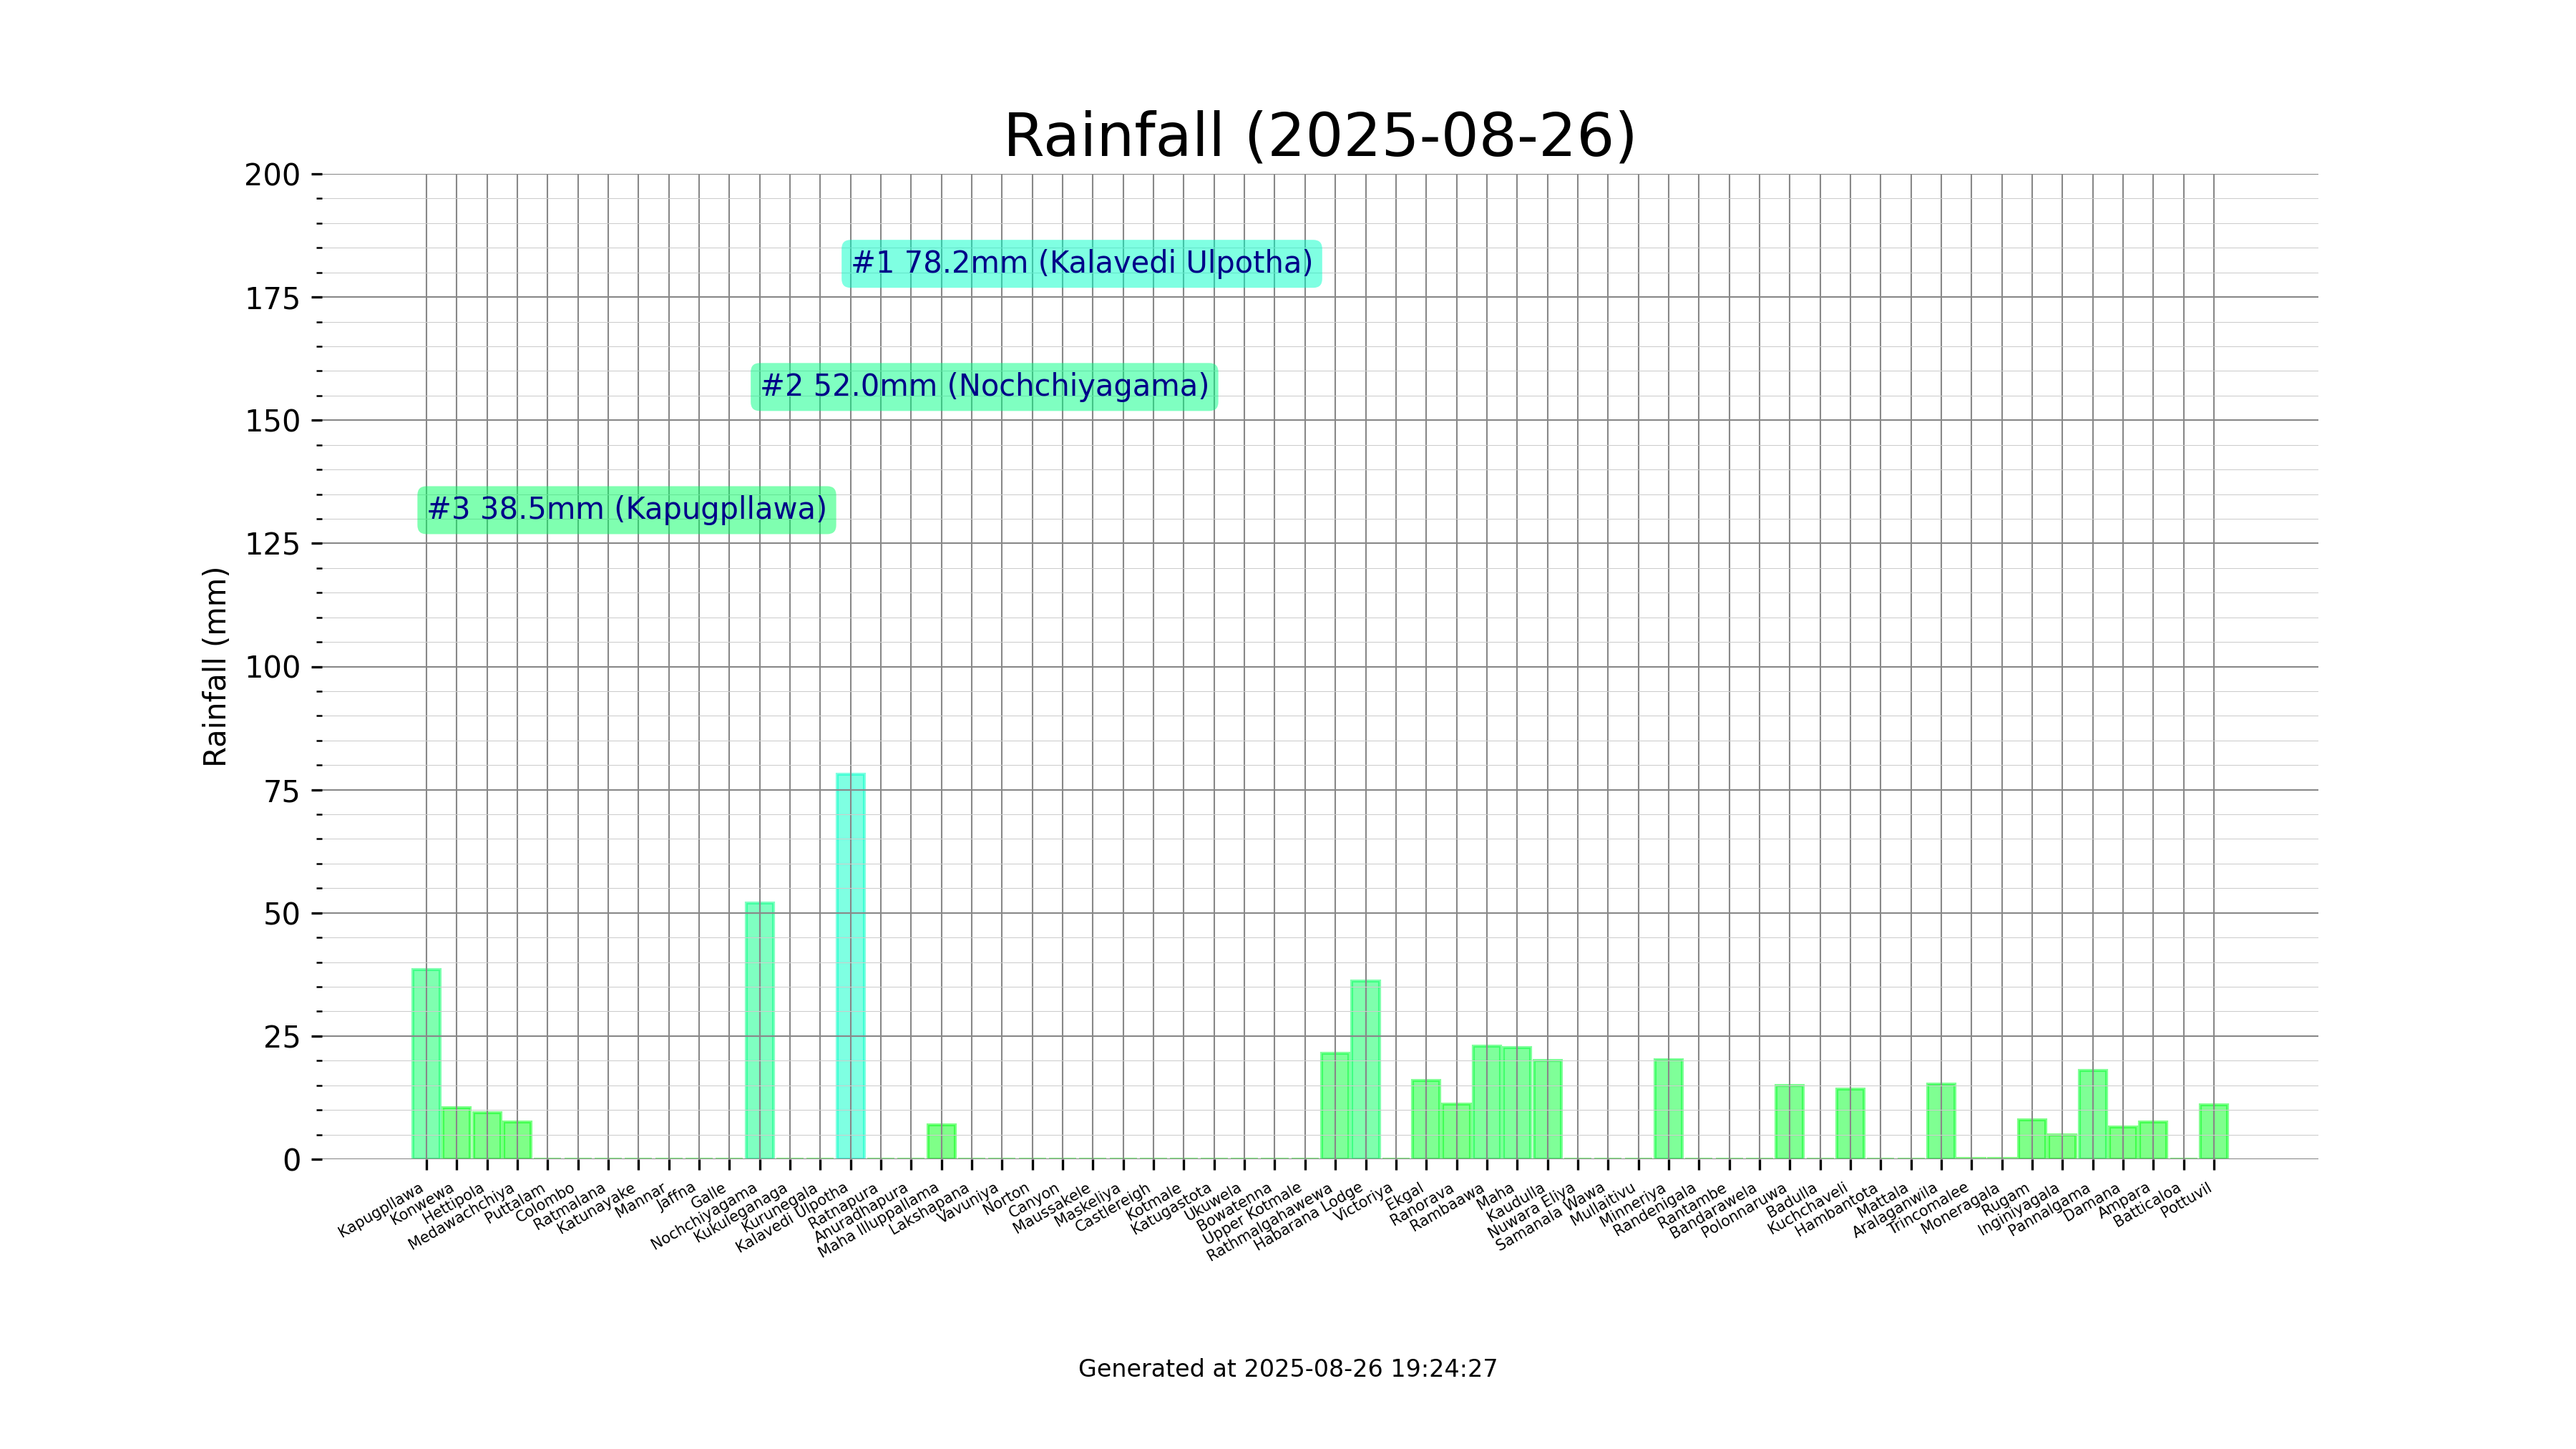 Rainfall (2025-08-26)
200
175
150
125
100
75
50
25
0
Rainfall (mm)
#1 78.2mm (Kalavedi Ulpotha)
#2 52.0mm (Nochchiyagama)
#3 38.5mm (Kapugpllawa)
Kapugpllawa
Konwewa
Hettipola
Medawachchiya
Puttalam
Colombo
Ratmalana
Katunayake
Mannar
Jaffna
Galle
Nochchiyagama
Kukuleganaga
Kurunegala
Kalavedi Ulpotha
Ratnapura
Anuradhapura
Maha Illuppallama
Lakshapana
Vavuniya
Norton
Canyon
Maussakele
Maskeliya
Castlereigh
Kotmale
Katugastota
Ukuwela
Bowatenna
Upper Kotmale
Rathmalgahawewa
Habarana Lodge
Victoriya
Ekgal
Ranorava
Rambaawa
Maha
Kaudulla
Nuwara Eliya
Samanala Wawa
Mullaitivu
Minneriya
Randenigala
Rantambe
Bandarawela
Polonnaruwa
Badulla
Kuchchaveli
Hambantota
Mattala
Aralaganwila
Trincomalee
Moneragala
Rugam
Inginiyagala
Pannalgama
Damana
Ampara
Batticaloa
Pottuvil
Generated at 2025-08-26 19:24:27